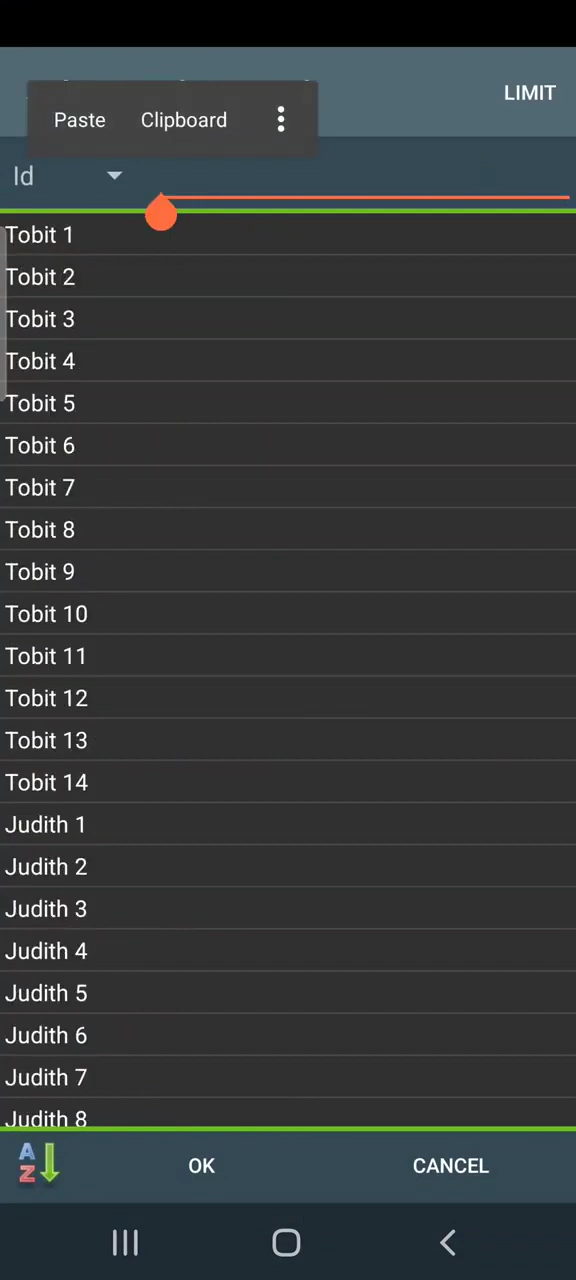 LIMIT
Paste Clipboard
Id
Tobit 1
Tobit 2
Tobit 3
Tobit 4
Tobit 5
Tobit 6
Tobit 7
Tobit 8
Tobit 9
Tobit 10
Tobit 11
Tobit 12
Tobit 13
Tobit 14
Judith 1
Judith 2
Judith 3
Judith 4
Judith 5
Judith 6
Judith 7
Judith 8
A
Z
OK CANCEL